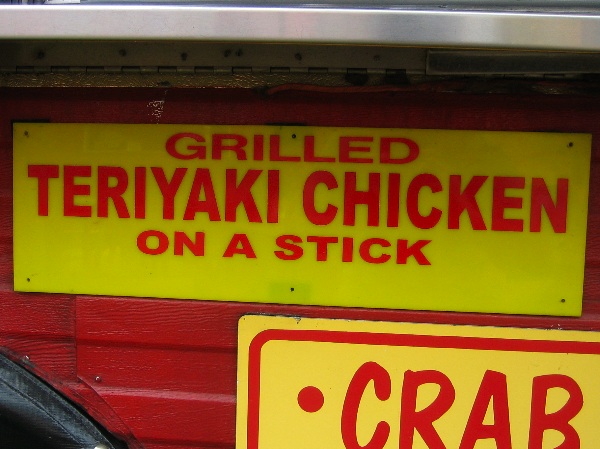 GRILLED
TERIYAKI CHICKEN
ON A STICK
• CRAB